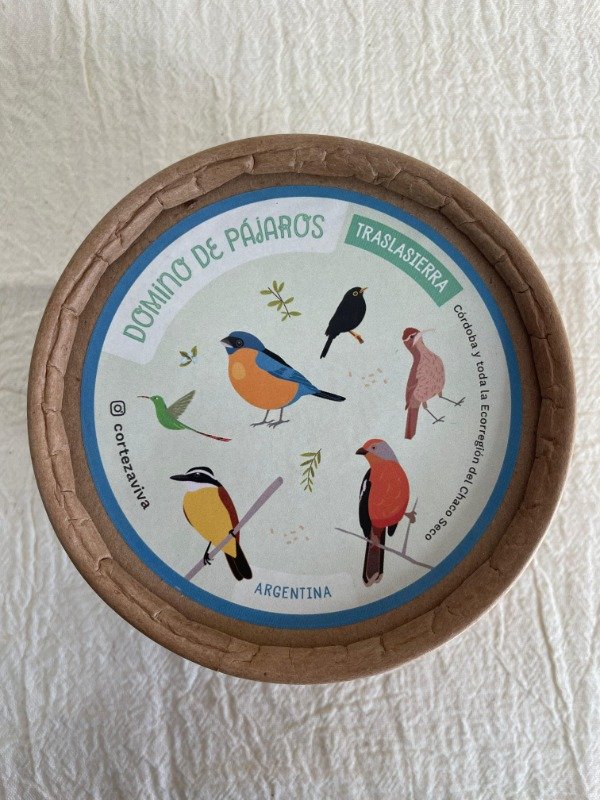 DOMINO DE PÁJAROS
TRASLASIERRA
Córdoba y toda la Ecorregión del Chaco Seco
cortezaviva
ARGENTINA